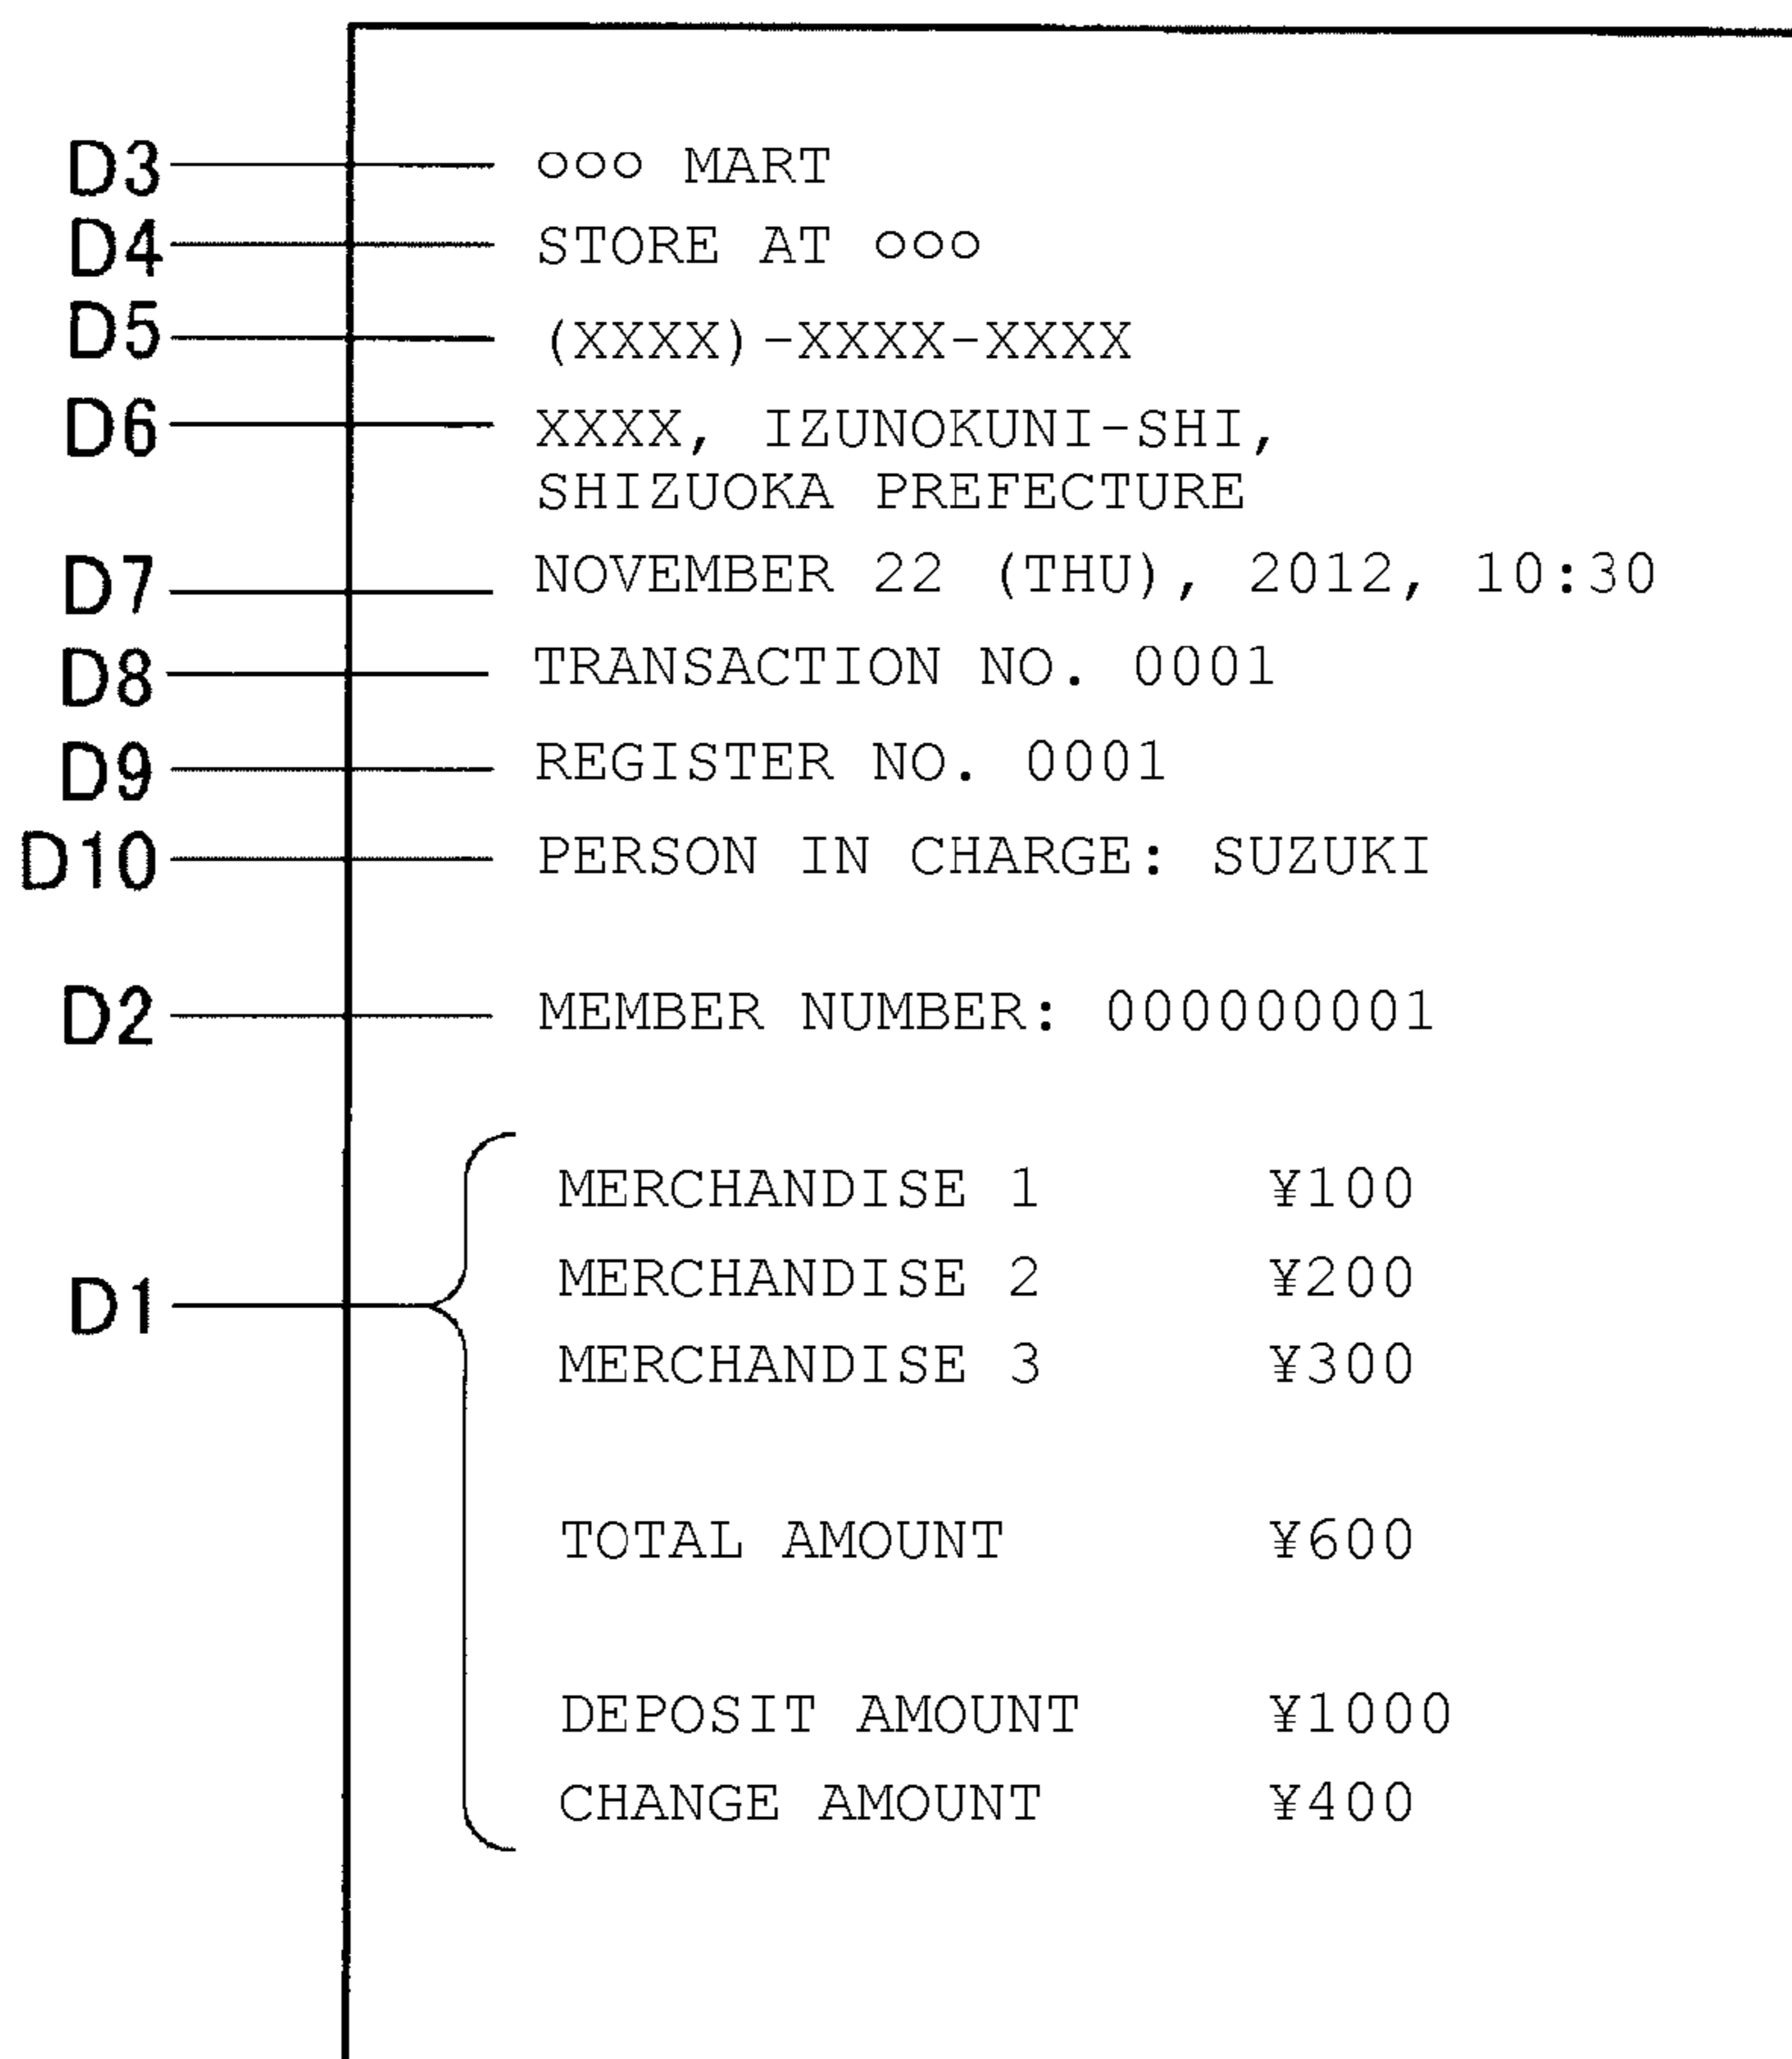 D3 ○○○ MART
D4 STORE AT ○○○
D5 (XXXX)-XXXX-XXXX
D6 XXXX, IZUNOKUNI-SHI,
SHIZUOKA PREFECTURE
D7 NOVEMBER 22 (THU), 2012, 10:30
D8 TRANSACTION NO. 0001
D9 REGISTER NO. 0001
D10 PERSON IN CHARGE: SUZUKI
D2 MEMBER NUMBER: 000000001
MERCHANDISE 1 ¥100
MERCHANDISE 2 ¥200
D1
MERCHANDISE 3 ¥300
TOTAL AMOUNT ¥600
DEPOSIT AMOUNT ¥1000
CHANGE AMOUNT ¥400